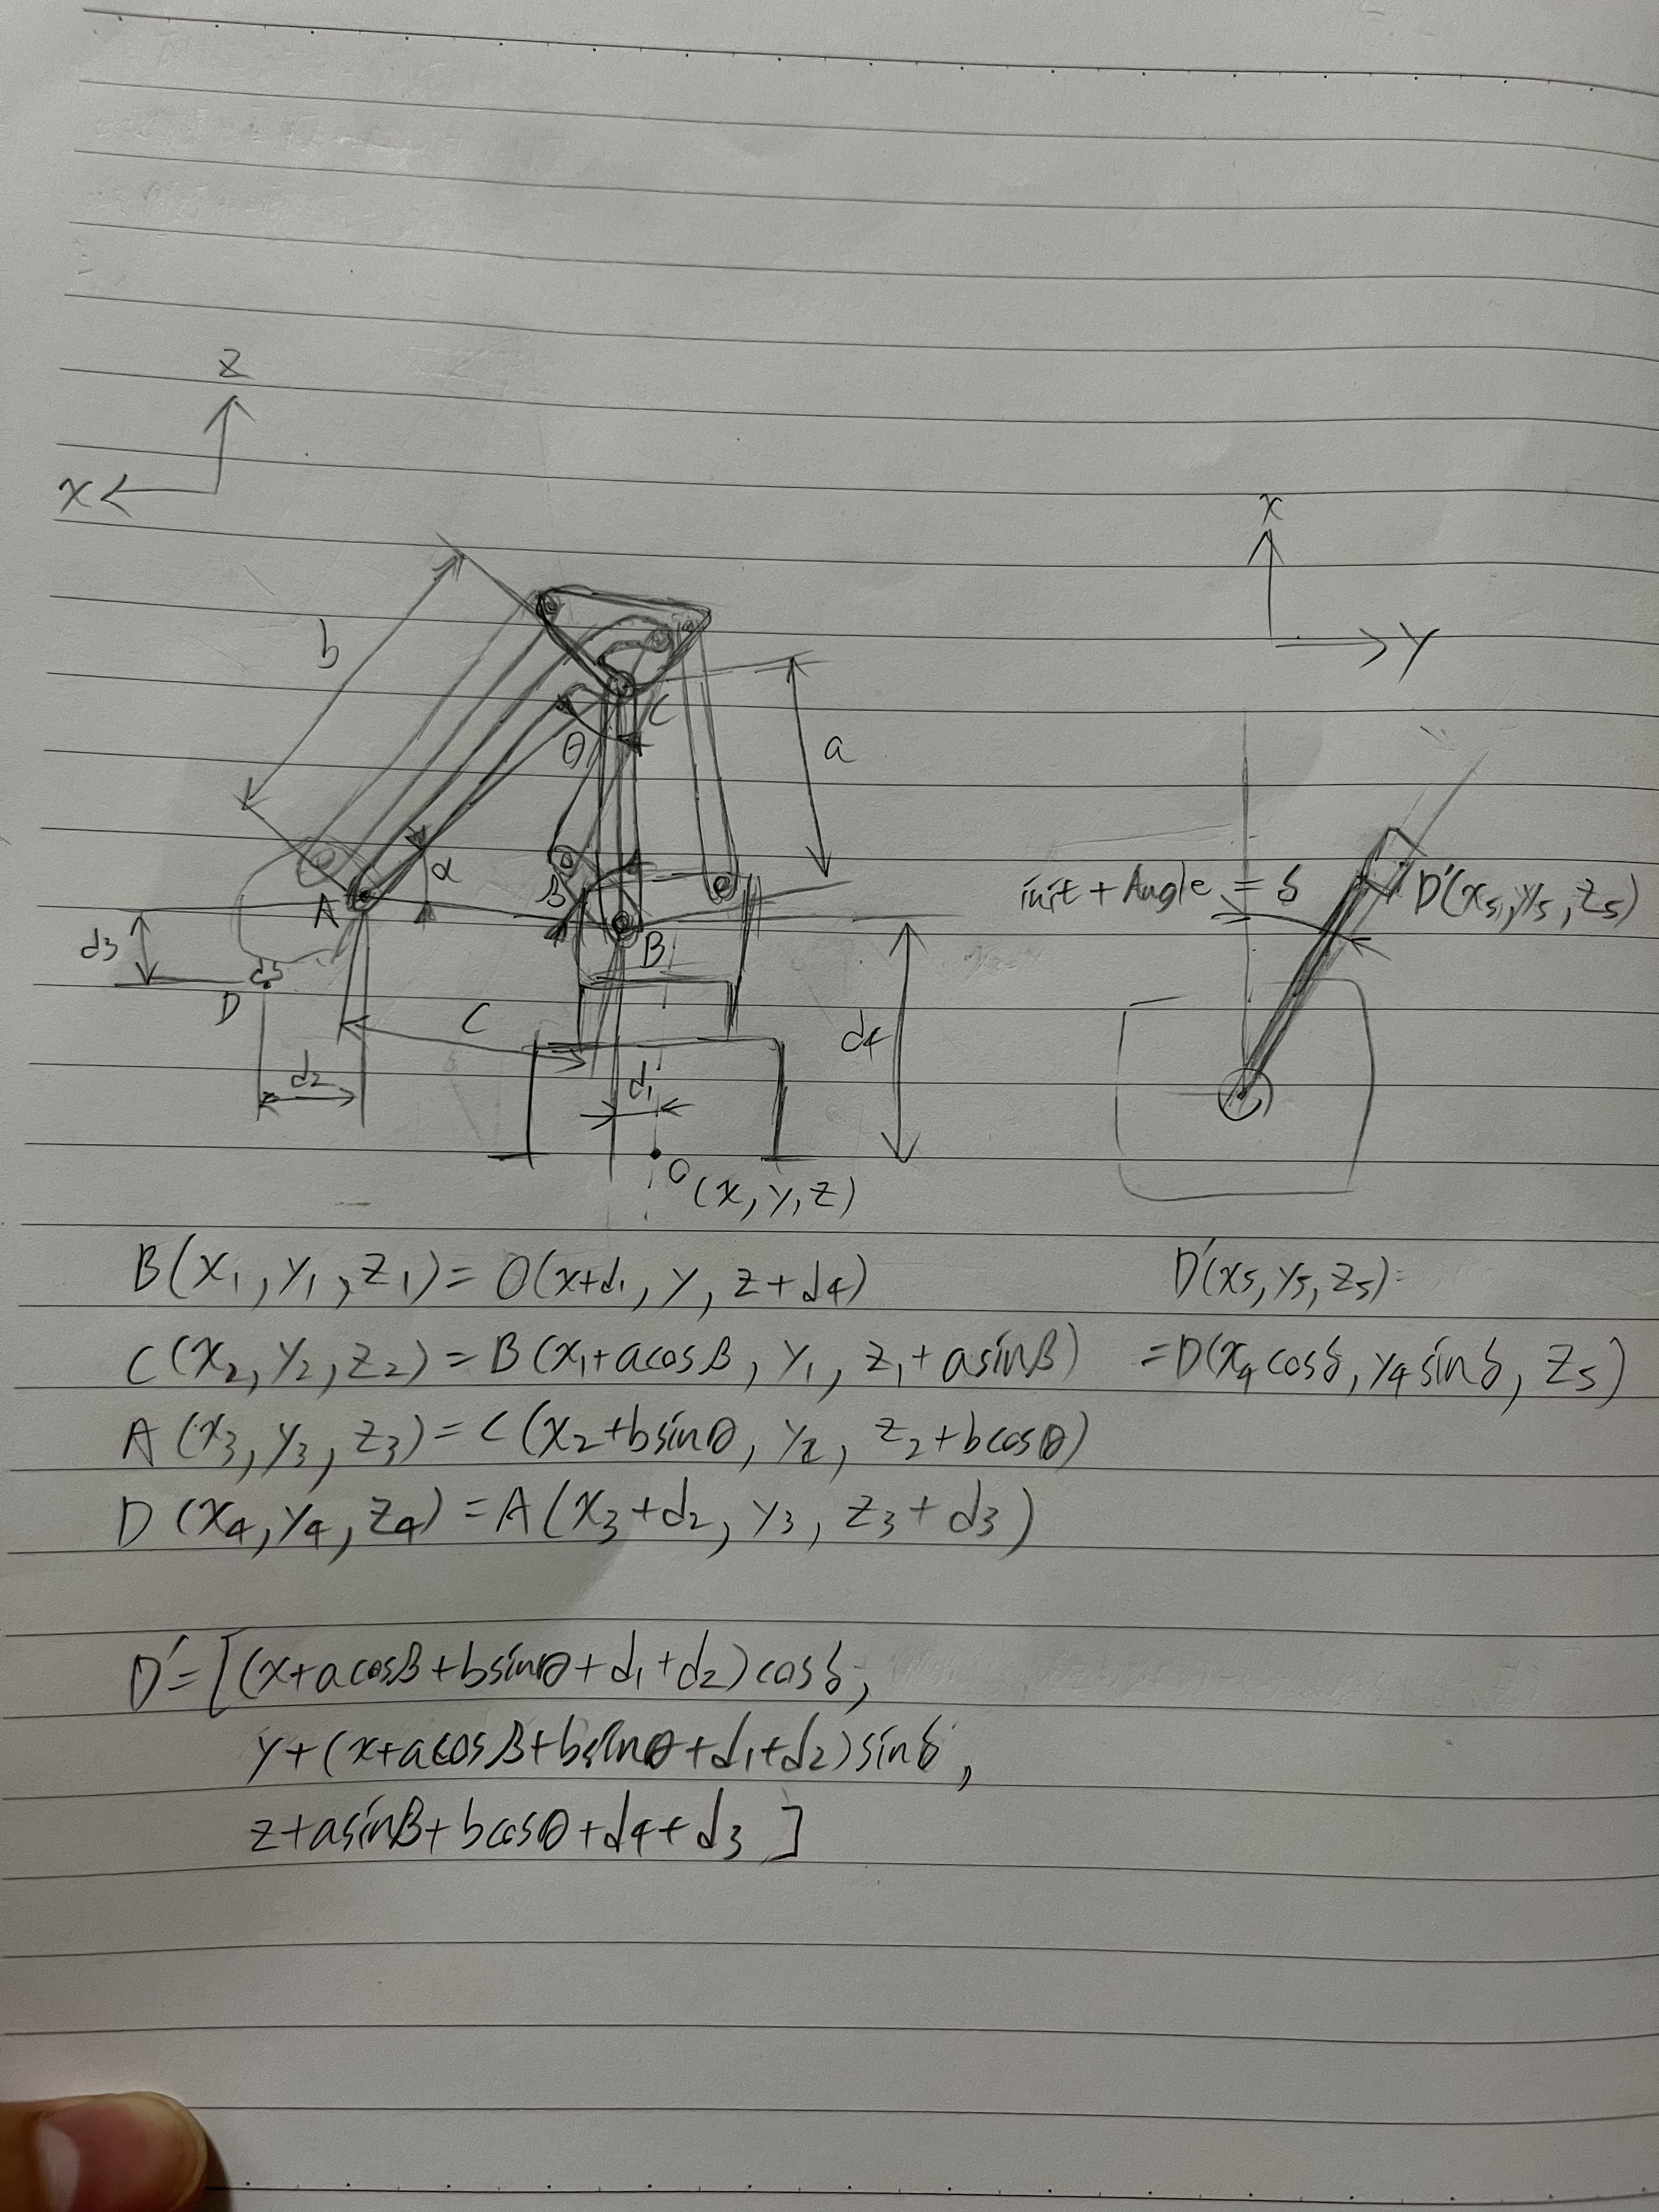 Z
X
X
Y
b
C
θ
a
α
β
A
B
d3
D
init + Angle = δ
D'(x5, y5, z5)
C
d4
d2
d1
O (x, y, z)
B(x1, y1, z1) = O(x+d1, y, z+d4)
D'(x5, y5, z5) =
C(x2, y2, z2) = B(x1+acosβ, y1, z1+asinβ)
=D(x4 cosδ, y4 sinδ, z5)
A(x3, y3, z3) = C(x2+bsinθ, y2, z2+bcosθ)
D(x4, y4, z4) = A(x3+d2, y3, z3+d3)
D'=[(x+acosβ+bsinθ+d1+d2)cosδ,
y+(x+acosβ+bsinθ+d1+d2)sinδ,
z+asinβ+bcosθ+d4+d3]